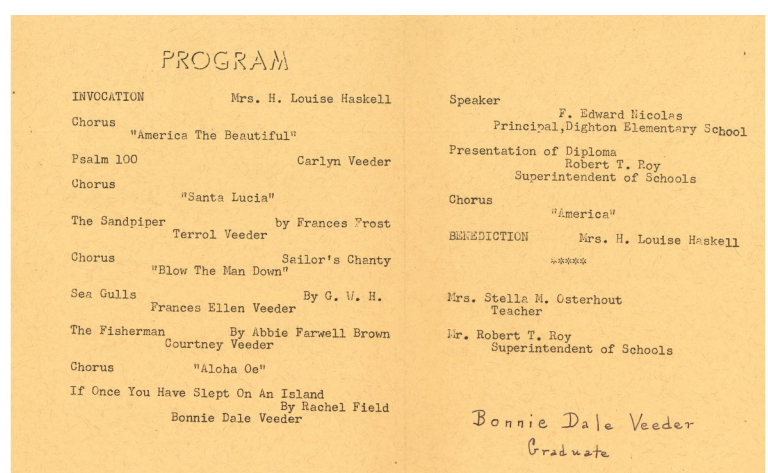 PROGRAM
INVOCATION Mrs. H. Louise Haskell
Chorus
"America The Beautiful"
Psalm 100 Carlyn Veeder
Chorus
"Santa Lucia"
The Sandpiper by Frances Frost
Terrol Veeder
Chorus Sailor's Chanty
"Blow The Man Down"
Sea Gulls By G. W. H.
Frances Ellen Veeder
The Fisherman By Abbie Farwell Brown
Courtney Veeder
Chorus "Aloha Oe"
If Once You Have Slept On An Island
By Rachel Field
Bonnie Dale Veeder
Speaker
F. Edward Nicolas
Principal,Dighton Elementary School
Presentation of Diploma
Robert T. Roy
Superintendent of Schools
Chorus
"America"
BENEDICTION Mrs. H. Louise Haskell
*****
Mrs. Stella M. Osterhout
Teacher
Mr. Robert T. Roy
Superintendent of Schools
Bonnie Dale Veeder
Graduate